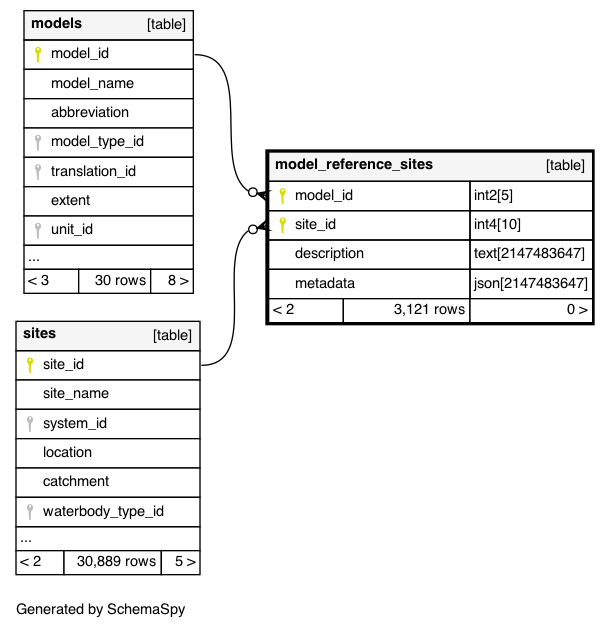 models [table]
model_id
model_name
abbreviation
model_type_id
translation_id
extent
unit_id
...
< 3 30 rows 8 >
model_reference_sites [table]
model_id int2[5]
site_id int4[10]
description text[2147483647]
metadata json[2147483647]
< 2 3,121 rows 0 >
sites [table]
site_id
site_name
system_id
location
catchment
waterbody_type_id
...
< 2 30,889 rows 5 >
Generated by SchemaSpy